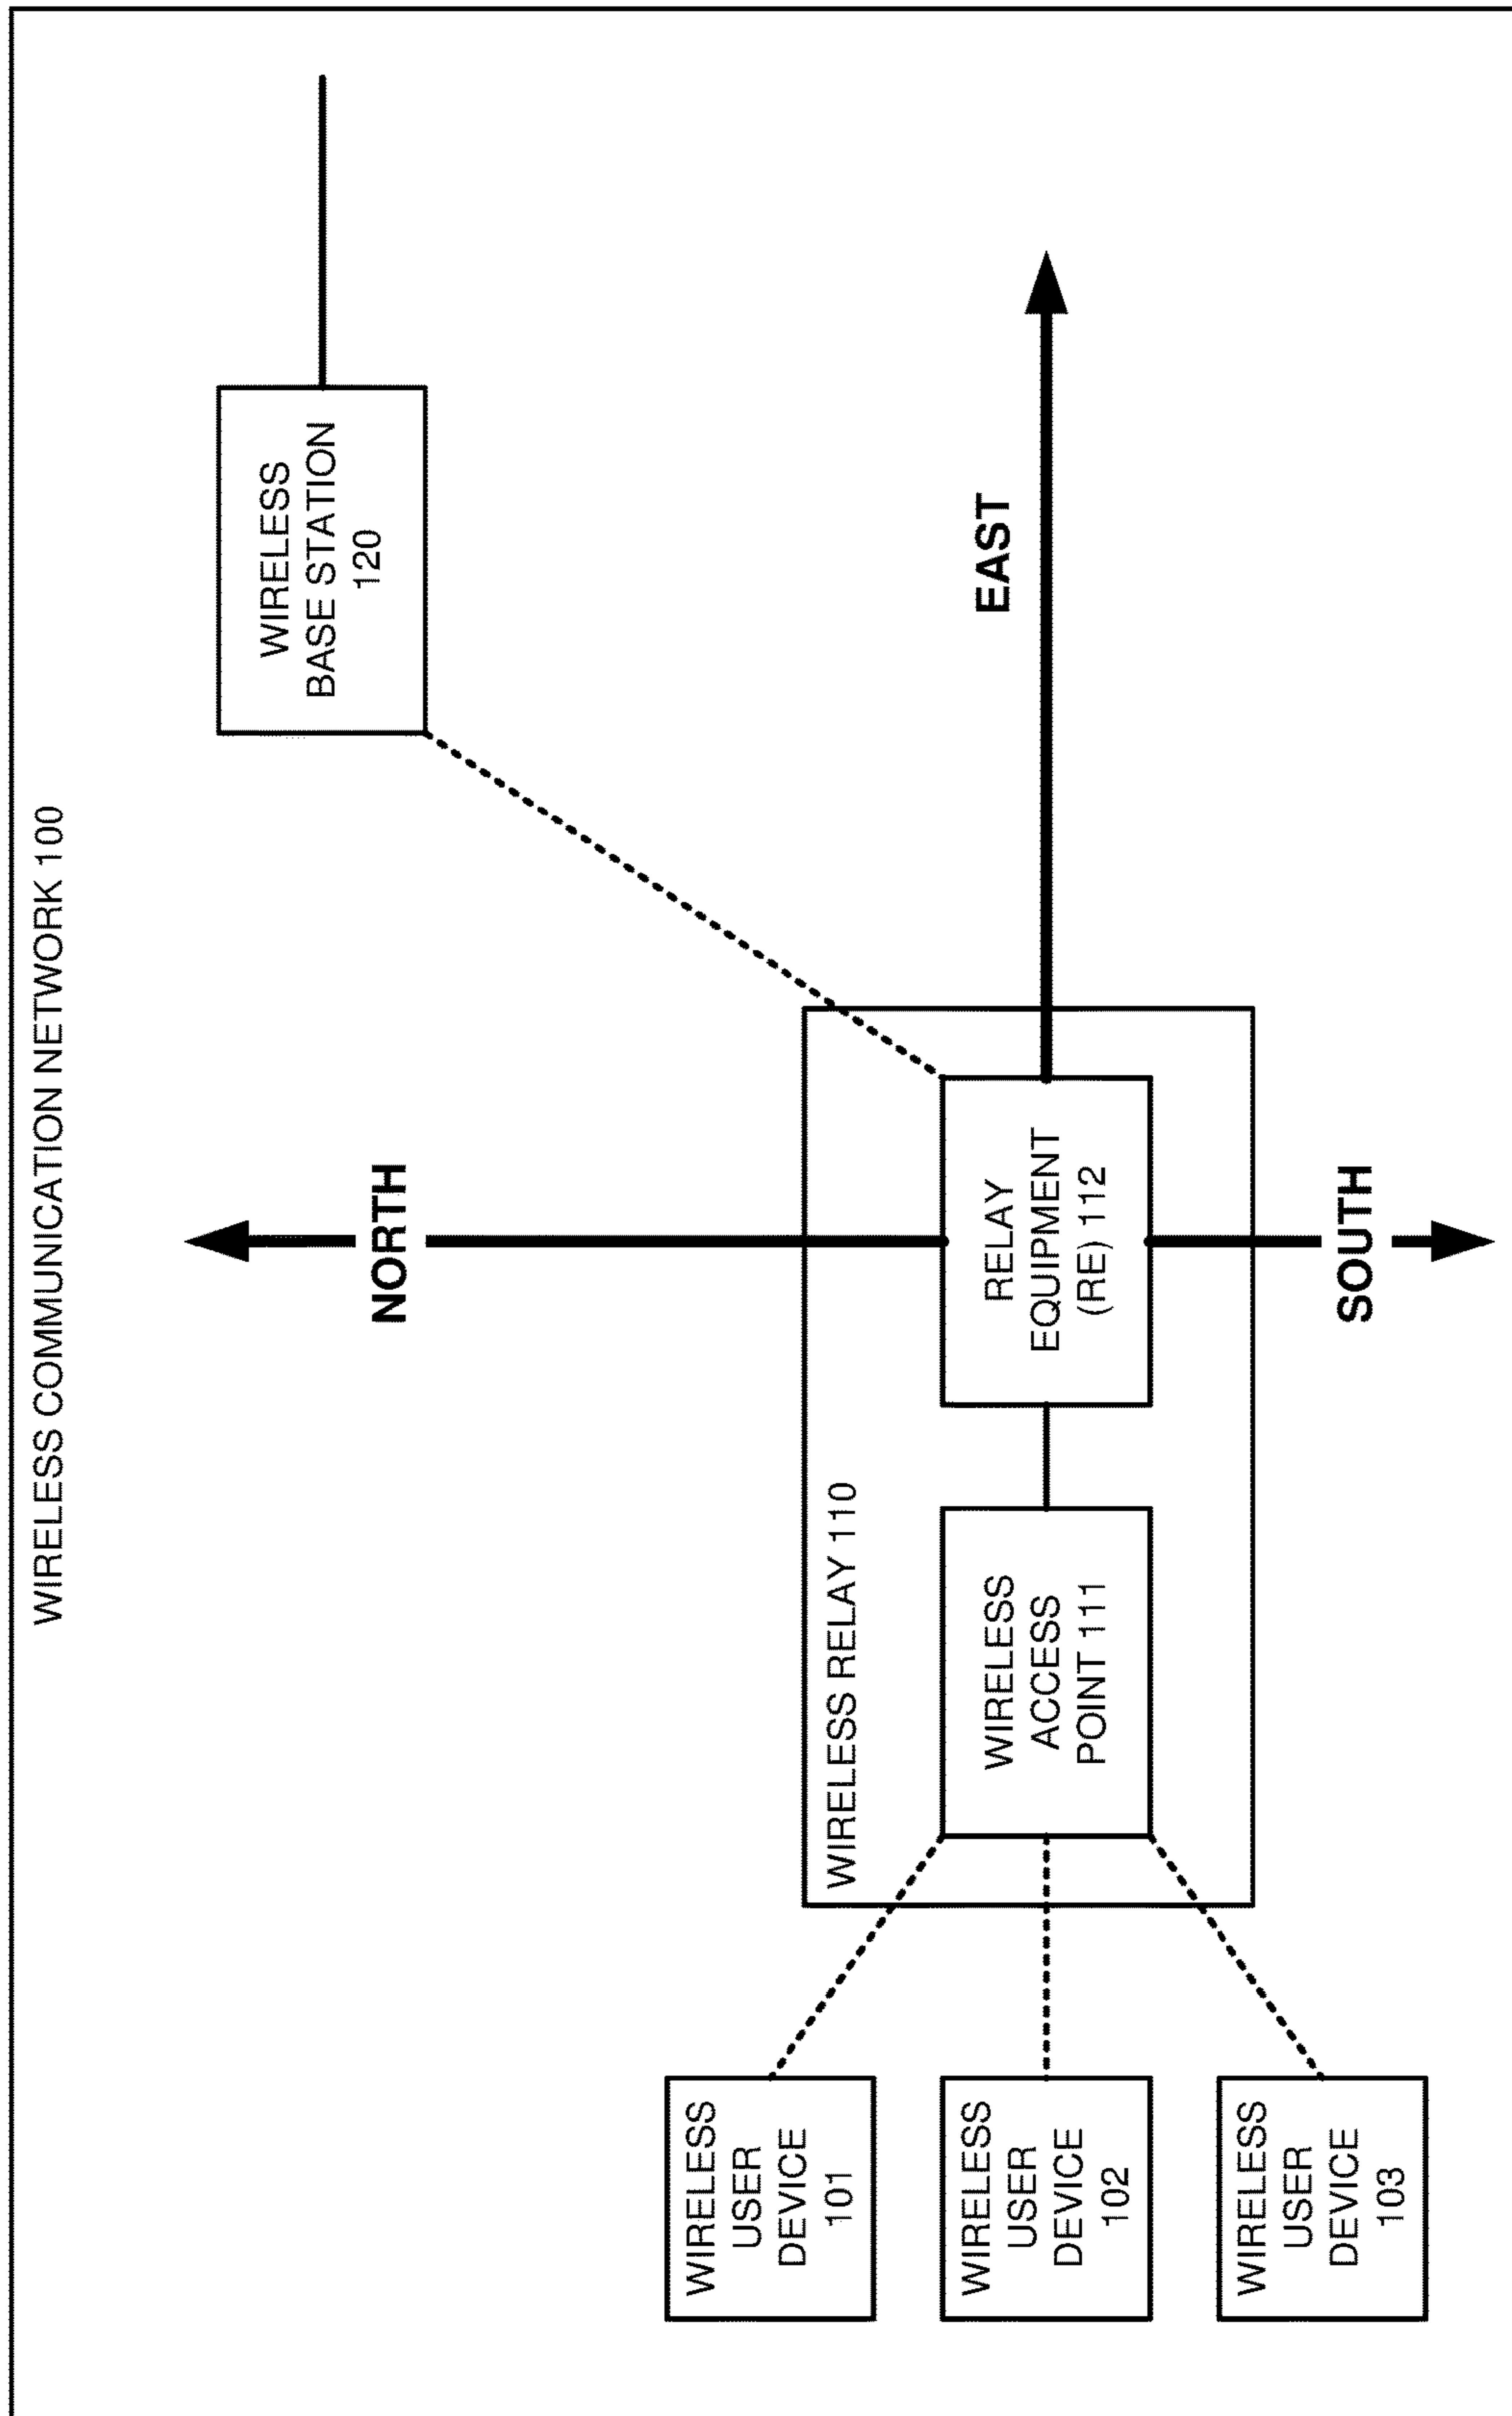 WIRELESS COMMUNICATION NETWORK 100
NORTH
WIRELESS
BASE STATION
120
WIRELESS RELAY 110
WIRELESS
USER
DEVICE
101
WIRELESS
USER
DEVICE
102
WIRELESS
USER
DEVICE
103
WIRELESS
ACCESS
POINT 111
RELAY
EQUIPMENT
(RE) 112
EAST
SOUTH